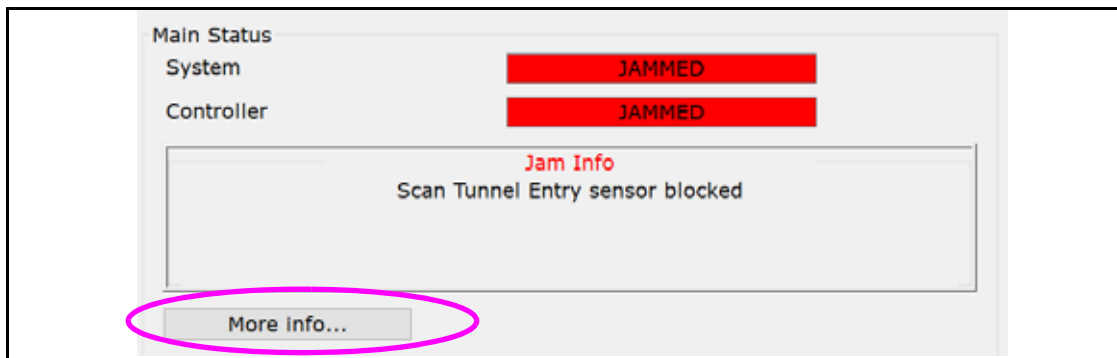 Main Status
System JAMMED
Controller JAMMED
Jam Info
Scan Tunnel Entry sensor blocked
More info...